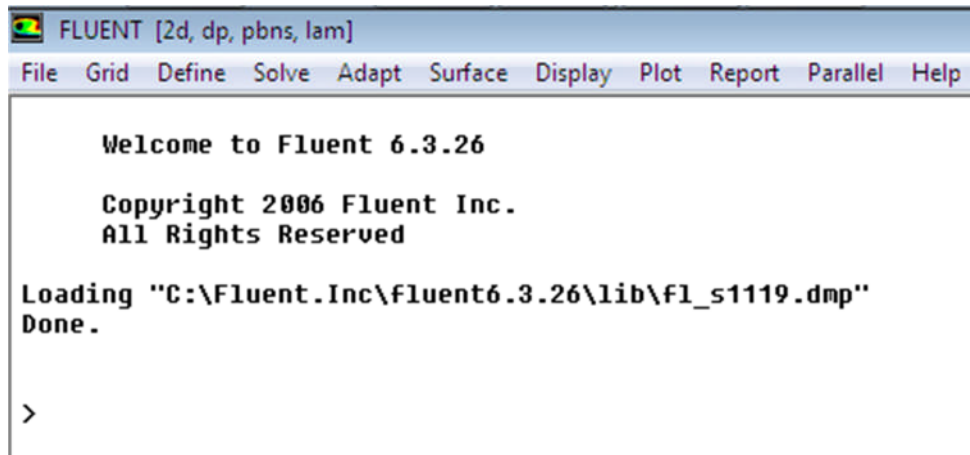 FLUENT [2d, dp, pbns, lam]
File Grid Define Solve Adapt Surface Display Plot Report Parallel Help
Welcome to Fluent 6.3.26
Copyright 2006 Fluent Inc.
All Rights Reserved
Loading "C:\Fluent.Inc\fluent6.3.26\lib\fl_s1119.dmp"
Done.
>